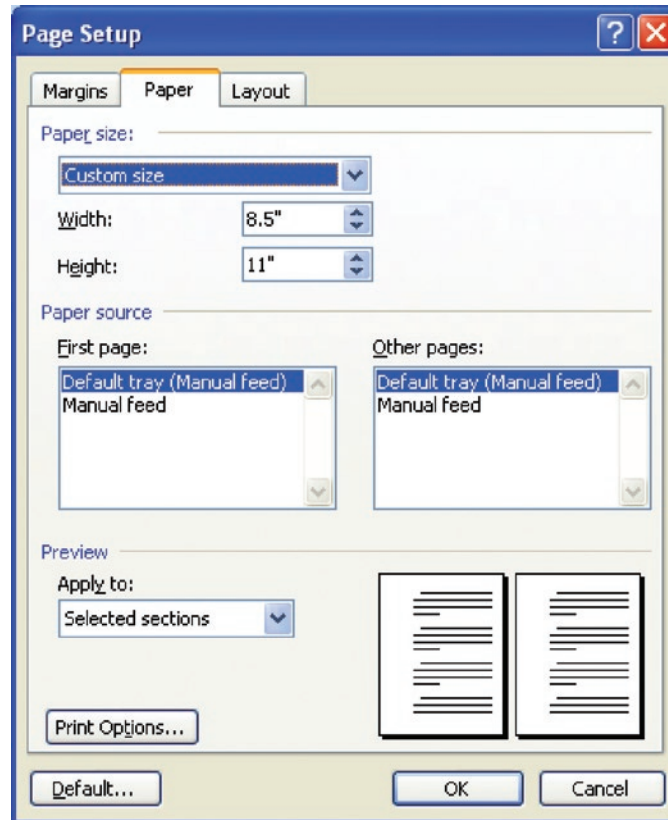 Page Setup
Margins Paper Layout
Paper size:
Custom size
Width: 8.5"
Height: 11"
Paper source
First page: Other pages:
Default tray (Manual feed) Default tray (Manual feed)
Manual feed Manual feed
Preview
Apply to:
Selected sections
Print Options...
Default... OK Cancel